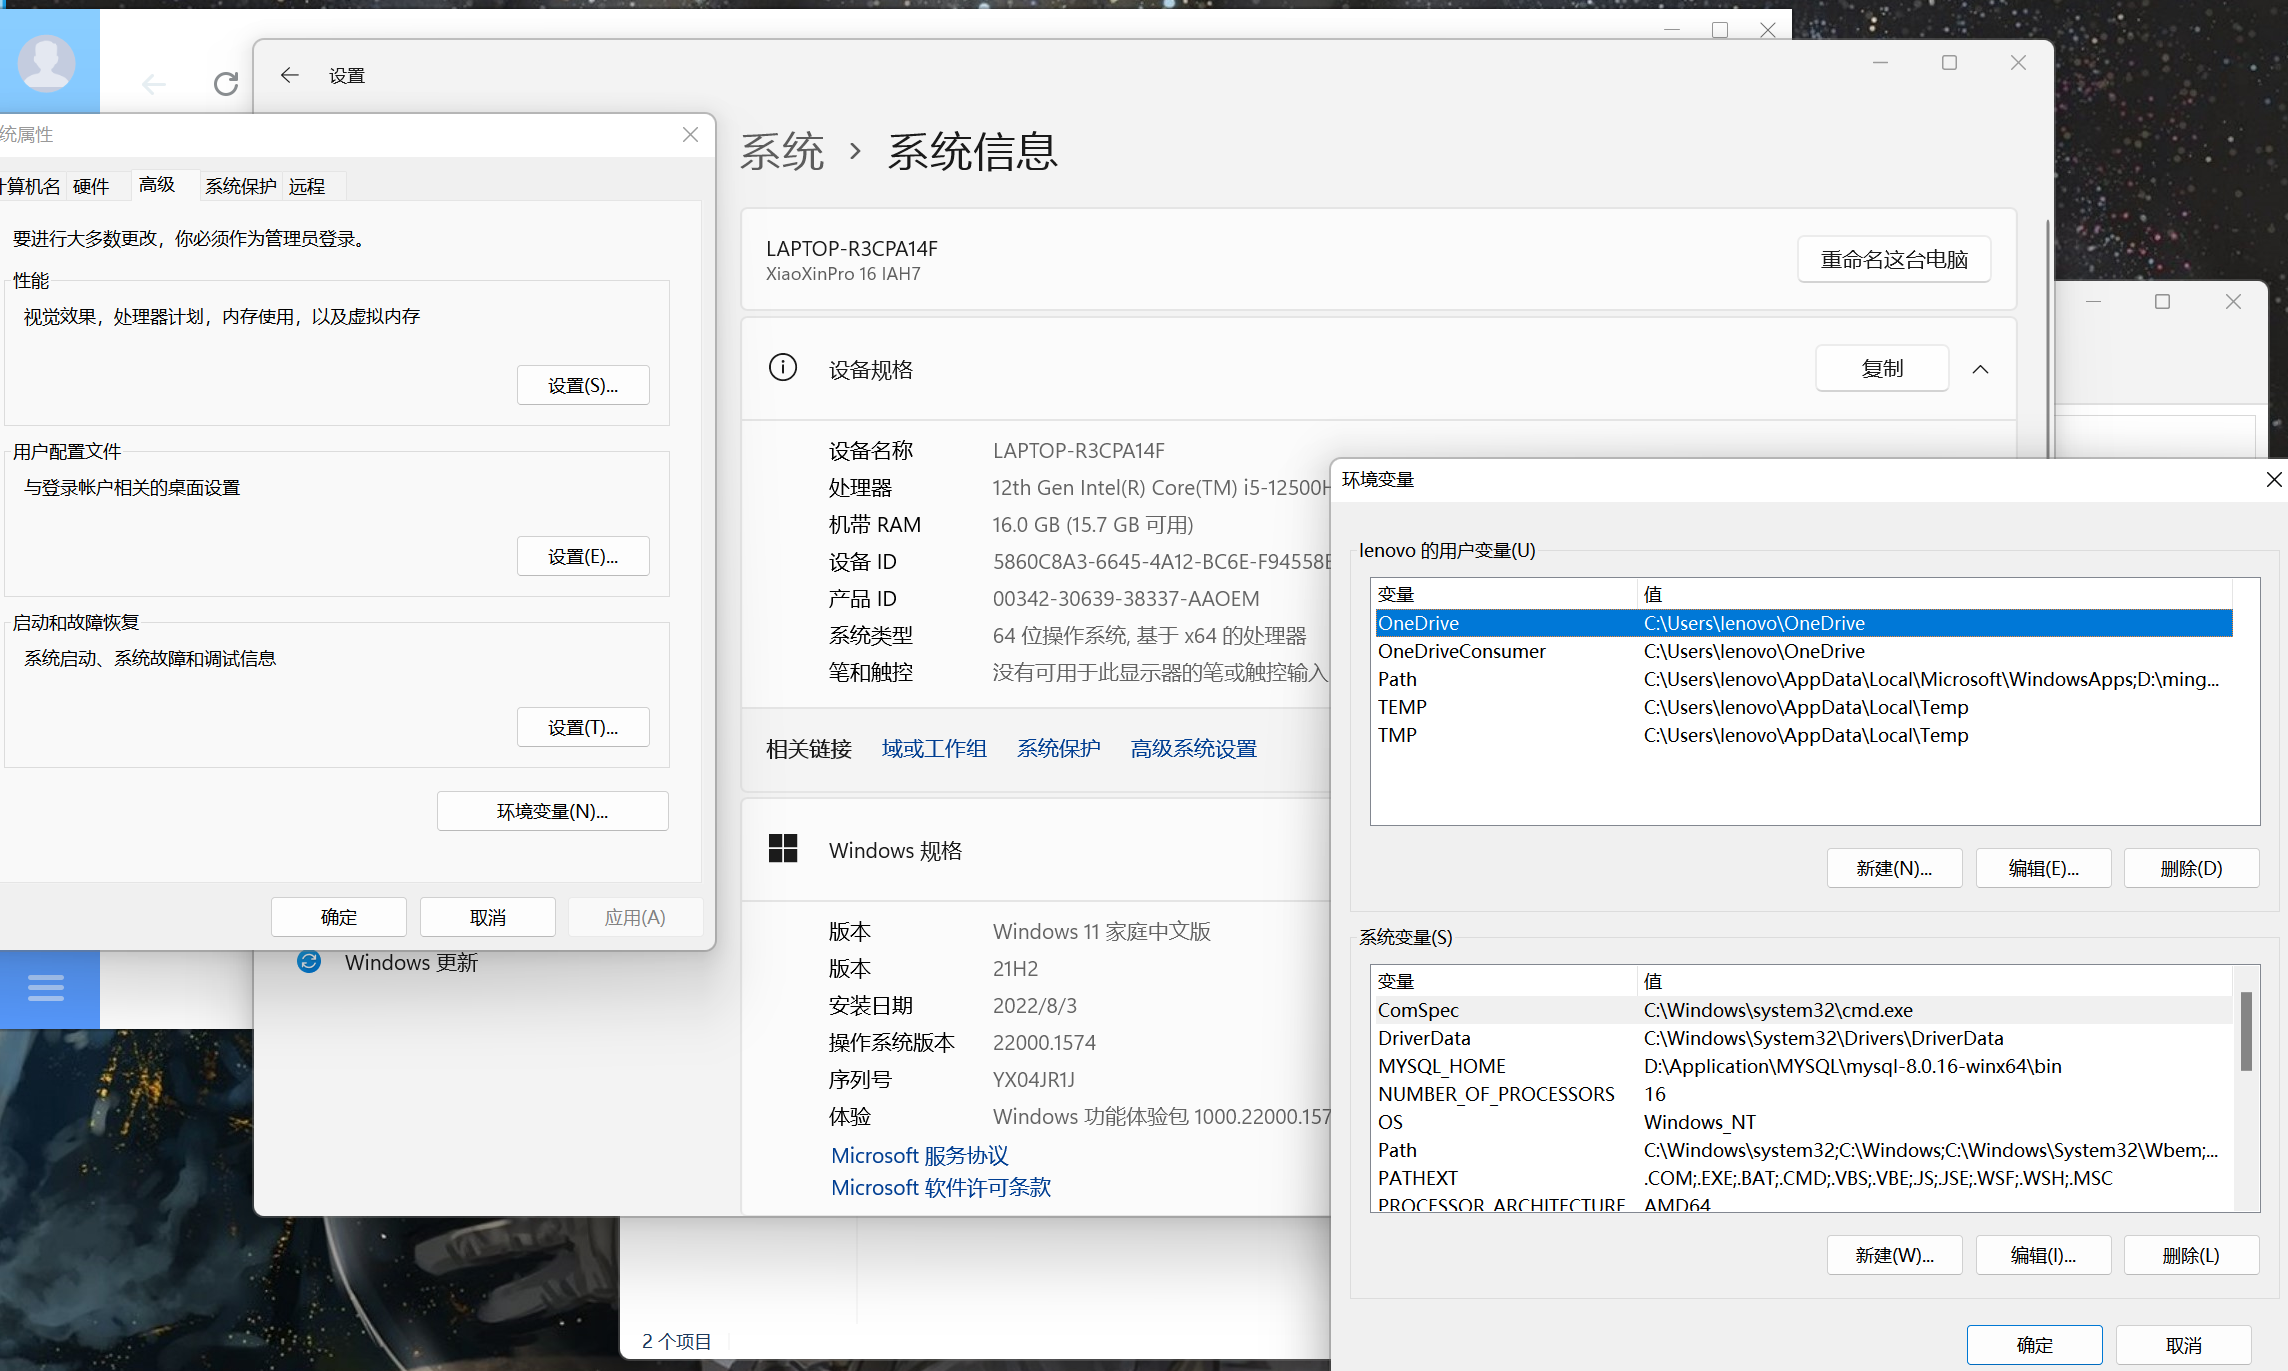 设置
统属性
计算机名
硬件
高级
系统保护
远程
要进行大多数更改，你必须作为管理员登录。
性能
视觉效果，处理器计划，内存使用，以及虚拟内存
设置(S)...
用户配置文件
与登录帐户相关的桌面设置
设置(E)...
启动和故障恢复
系统启动、系统故障和调试信息
设置(T)...
环境变量(N)...
确定
取消
应用(A)
Windows 更新
系统 › 系统信息
LAPTOP-R3CPA14F
XiaoXinPro 16 IAH7
重命名这台电脑
设备规格
复制
设备名称 LAPTOP-R3CPA14F
处理器 12th Gen Intel(R) Core(TM) i5-12500H
机带 RAM 16.0 GB (15.7 GB 可用)
设备 ID 5860C8A3-6645-4A12-BC6E-F94558E
产品 ID 00342-30639-38337-AAOEM
系统类型 64 位操作系统, 基于 x64 的处理器
笔和触控 没有可用于此显示器的笔或触控输入
相关链接 域或工作组 系统保护 高级系统设置
Windows 规格
版本 Windows 11 家庭中文版
版本 21H2
安装日期 2022/8/3
操作系统版本 22000.1574
序列号 YX04JR1J
体验 Windows 功能体验包 1000.22000.157
Microsoft 服务协议
Microsoft 软件许可条款
2 个项目
环境变量
lenovo 的用户变量(U)
变量 值
OneDrive C:\Users\lenovo\OneDrive
OneDriveConsumer C:\Users\lenovo\OneDrive
Path C:\Users\lenovo\AppData\Local\Microsoft\WindowsApps;D:\ming...
TEMP C:\Users\lenovo\AppData\Local\Temp
TMP C:\Users\lenovo\AppData\Local\Temp
新建(N)...
编辑(E)...
删除(D)
系统变量(S)
变量 值
ComSpec C:\Windows\system32\cmd.exe
DriverData C:\Windows\System32\Drivers\DriverData
MYSQL_HOME D:\Application\MYSQL\mysql-8.0.16-winx64\bin
NUMBER_OF_PROCESSORS 16
OS Windows_NT
Path C:\Windows\system32;C:\Windows;C:\Windows\System32\Wbem;...
PATHEXT .COM;.EXE;.BAT;.CMD;.VBS;.VBE;.JS;.JSE;.WSF;.WSH;.MSC
PROCESSOR_ARCHITECTURE AMD64
新建(W)...
编辑(I)...
删除(L)
确定
取消